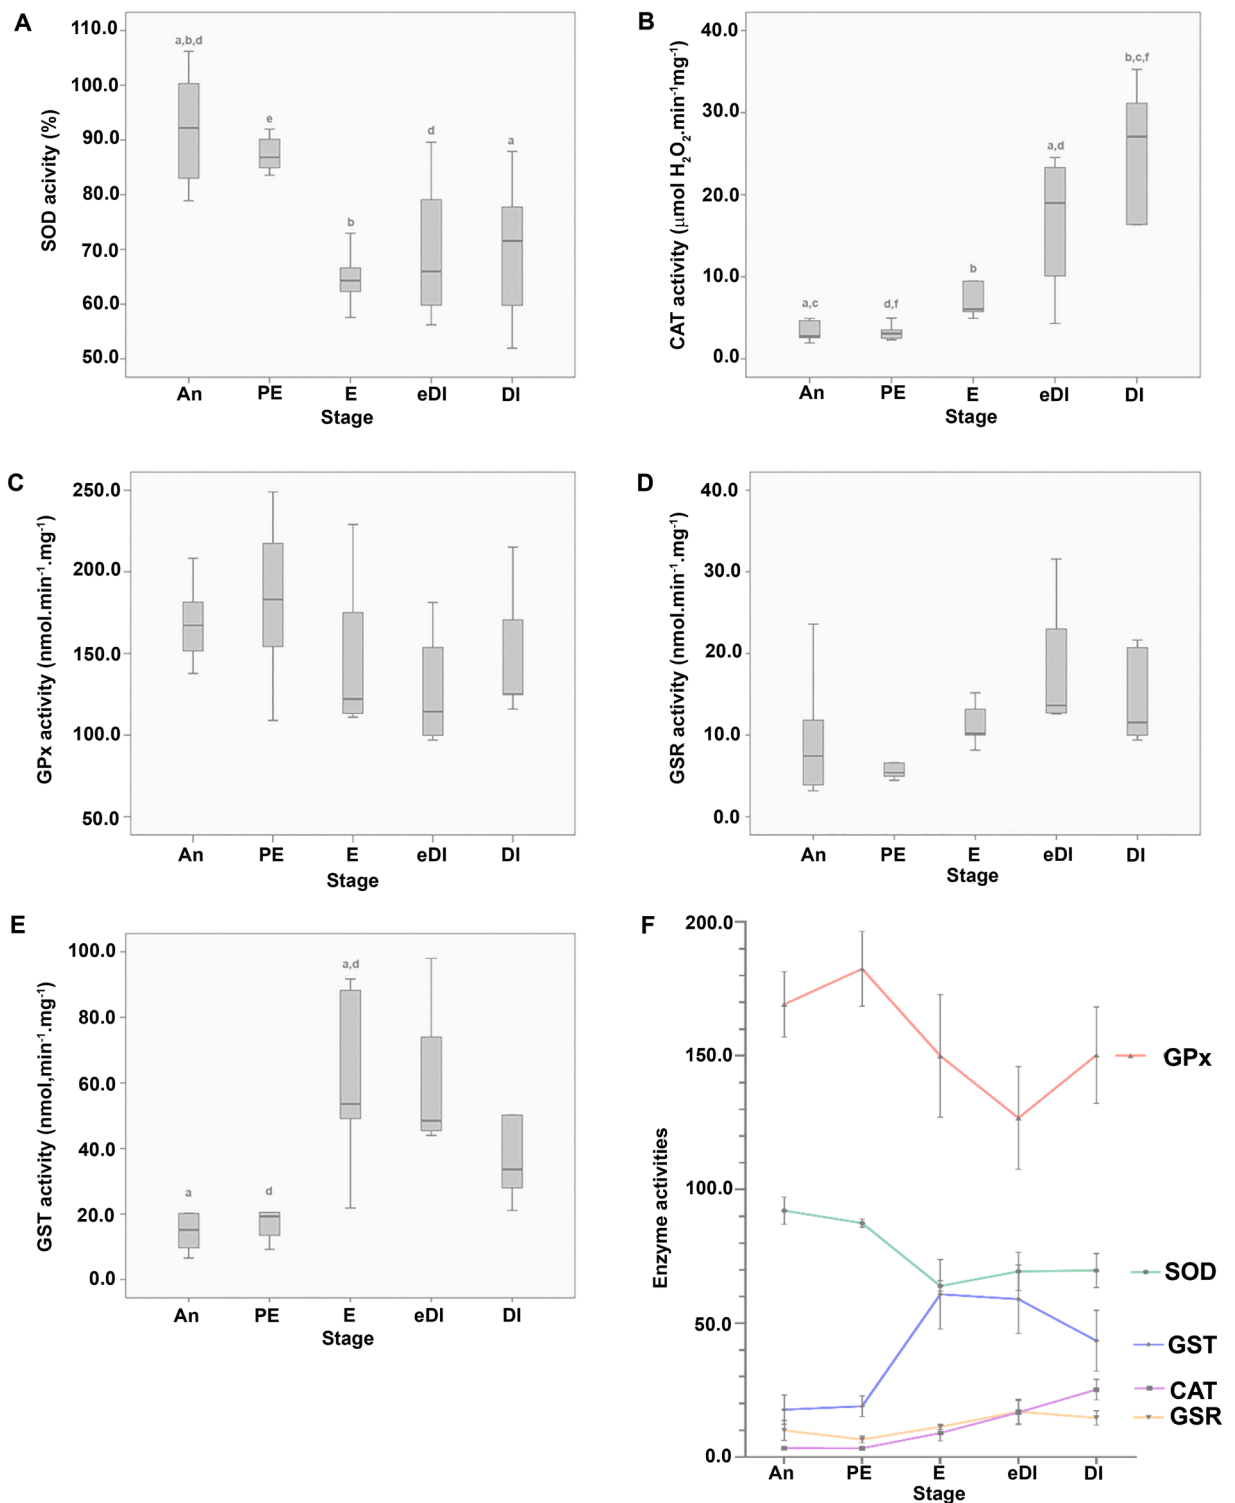 A
SOD acivity (%)
110.0
100.0
90.0
80.0
70.0
60.0
50.0
a,b,d
e
b
d
a
An PE E eDI DI
Stage
B
CAT activity (μmol H₂O₂.min⁻¹mg⁻¹)
40.0
30.0
20.0
10.0
0.0
a,c
d,f
b
a,d
b,c,f
An PE E eDI DI
Stage
C
GPx activity (nmol.min⁻¹.mg⁻¹)
250.0
200.0
150.0
100.0
50.0
An PE E eDI DI
Stage
D
GSR activity (nmol.min⁻¹.mg⁻¹)
40.0
30.0
20.0
10.0
0.0
An PE E eDI DI
Stage
E
GST activity (nmol,min⁻¹.mg⁻¹)
100.0
80.0
60.0
40.0
20.0
0.0
a
d
a,d
An PE E eDI DI
Stage
F
Enzyme activities
200.0
150.0
100.0
50.0
0.0
GPx
SOD
GST
CAT
GSR
An PE E eDI DI
Stage